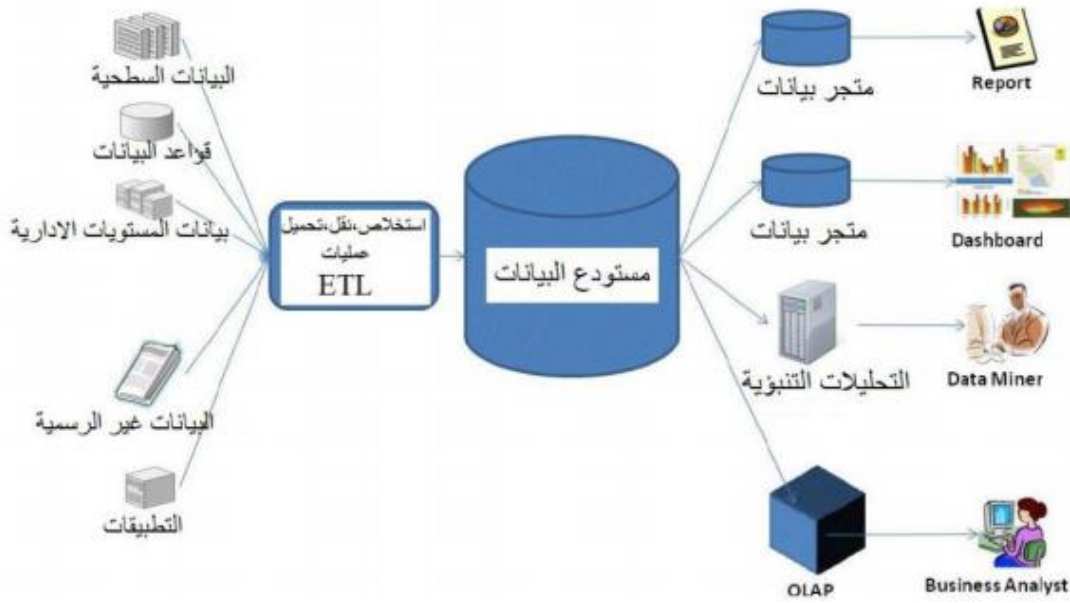 البيانات السطحية
قواعد البيانات
بيانات المستويات الادارية
البيانات غير الرسمية
التطبيقات
استخلاص،نقل،تحميل
عمليات
ETL
مستودع البيانات
متجر بيانات
Report
متجر بيانات
Dashboard
التحليلات التنبؤية
Data Miner
OLAP
Business Analyst